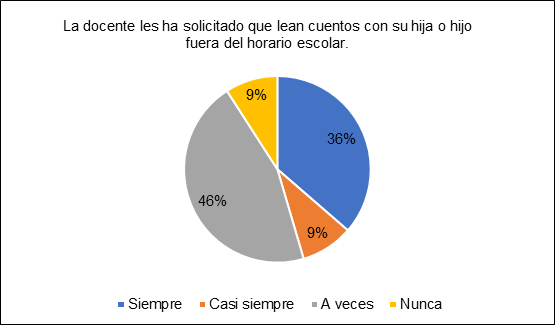 La docente les ha solicitado que lean cuentos con su hija o hijo
fuera del horario escolar.
9%
36%
46%
9%
Siempre
Casi siempre
A veces
Nunca